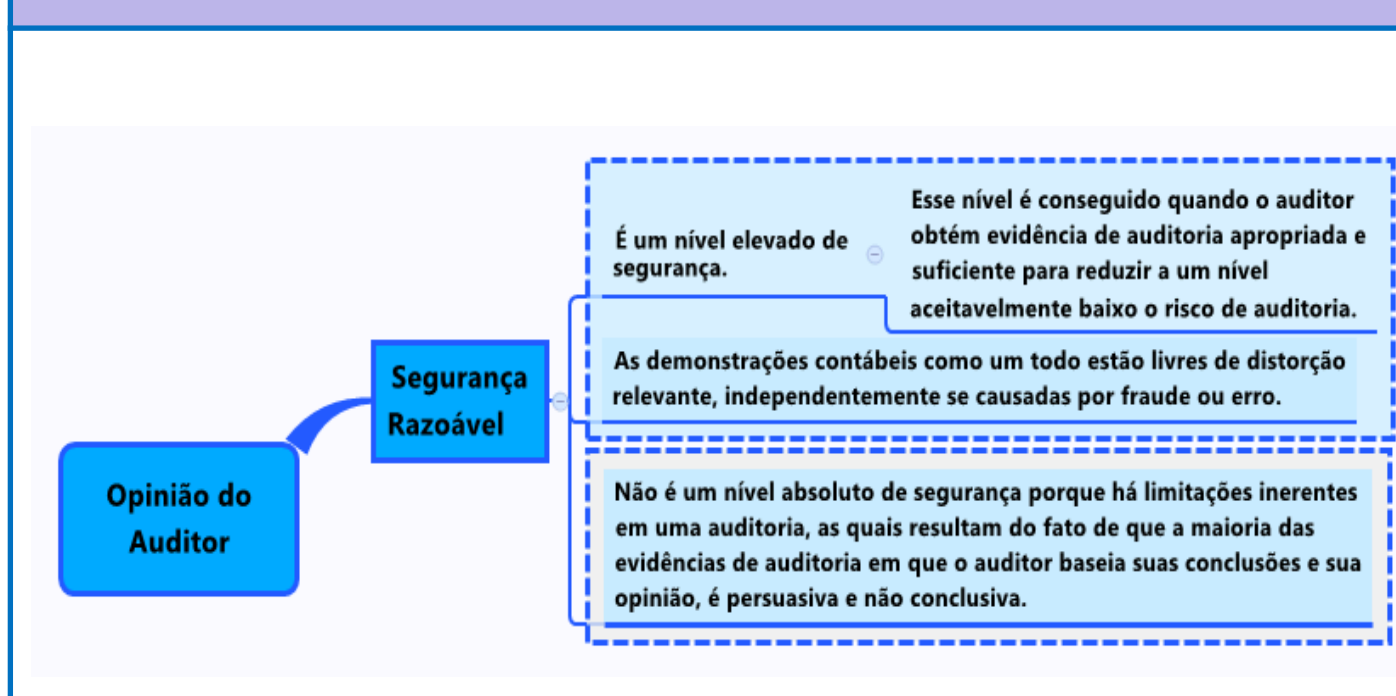 Opinião do
Auditor
Segurança
Razoável
É um nível elevado de
segurança.
Esse nível é conseguido quando o auditor
obtém evidência de auditoria apropriada e
suficiente para reduzir a um nível
aceitavelmente baixo o risco de auditoria.
As demonstrações contábeis como um todo estão livres de distorção
relevante, independentemente se causadas por fraude ou erro.
Não é um nível absoluto de segurança porque há limitações inerentes
em uma auditoria, as quais resultam do fato de que a maioria das
evidências de auditoria em que o auditor baseia suas conclusões e sua
opinião, é persuasiva e não conclusiva.